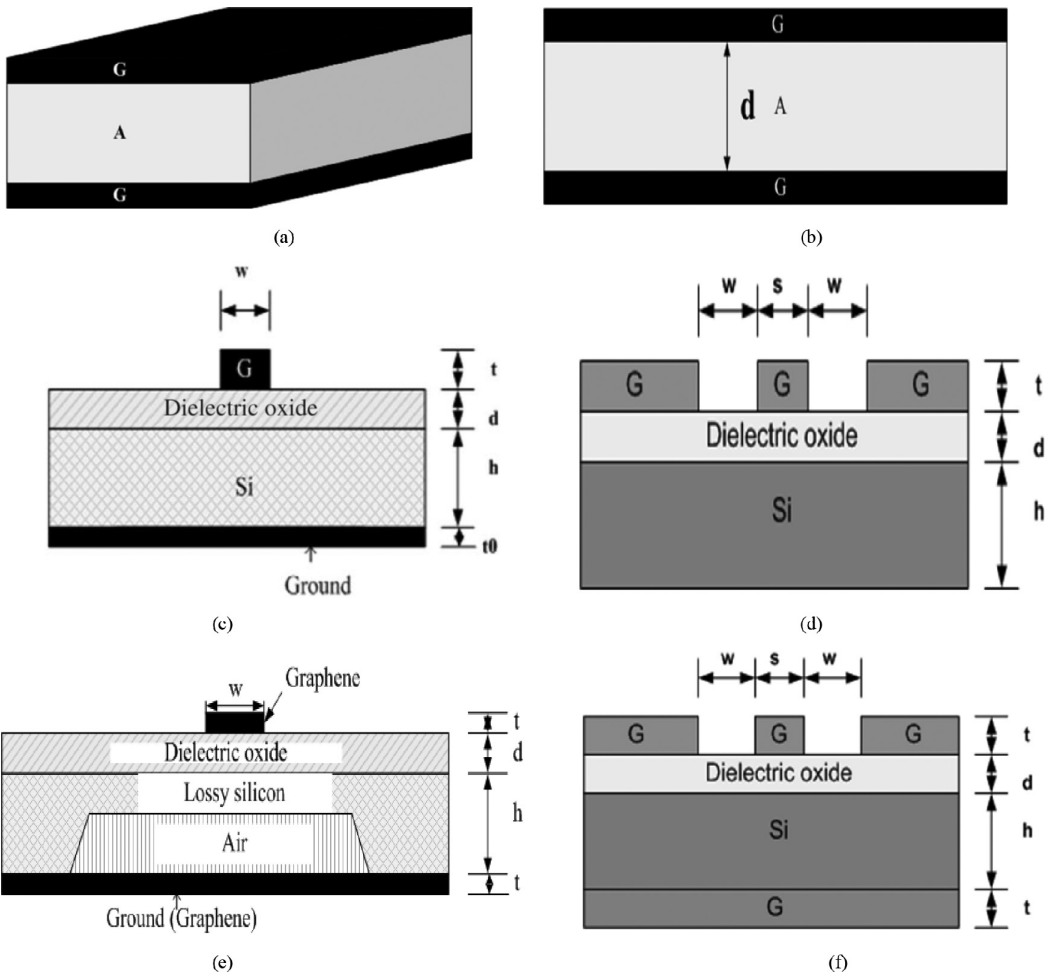 G
A
G
(a)
G
d A
G
(b)
w
G
t
Dielectric oxide
d
Si
h
t0
Ground
(c)
w s w
G G G
t
Dielectric oxide
d
Si
h
(d)
w
Graphene
t
Dielectric oxide
d
Lossy silicon
h
Air
t
Ground (Graphene)
(e)
w s w
G G G
t
Dielectric oxide
d
Si
h
G
t
(f)